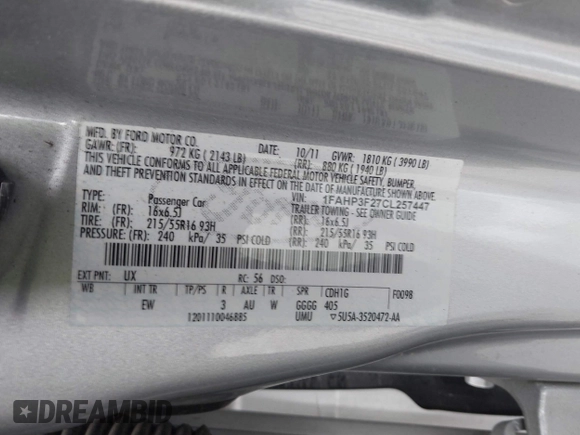 MFD. BY FORD MOTOR CO.
DATE: 10/11 GVWR: 1810 KG ( 3990 LB)
GAWR: (FR): 972 KG ( 2143 LB) (RR): 880 KG (1940 LB)
THIS VEHICLE CONFORMS TO ALL APPLICABLE FEDERAL MOTOR VEHICLE SAFETY, BUMPER,
AND THEFT PREVENTION STANDARDS IN EFFECT ON THE DATE OF MANUFACTURE SHOWN ABOVE.
VIN: 1FAHP3F27CL257447
TYPE: Passenger Car TRAILER TOWING - SEE OWNER GUIDE
RIM: (FR): 16x6.5J (RR): 16x6.5J
TIRE: (FR): 215/55R16 93H (RR): 215/55R16 93H
PRESSURE: (FR): 240 kPa/ 35 PSI COLD (RR): 240 kPa/ 35 PSI COLD
EXT PNT: UX RC: 56 DSO: F0098
WB INT TR TP/PS R AXLE TR SPR CDH1G
EW 3 AU W GGGG 405
1201110046885 UMU ▽5U5A-3520472-AA
DREAMBID